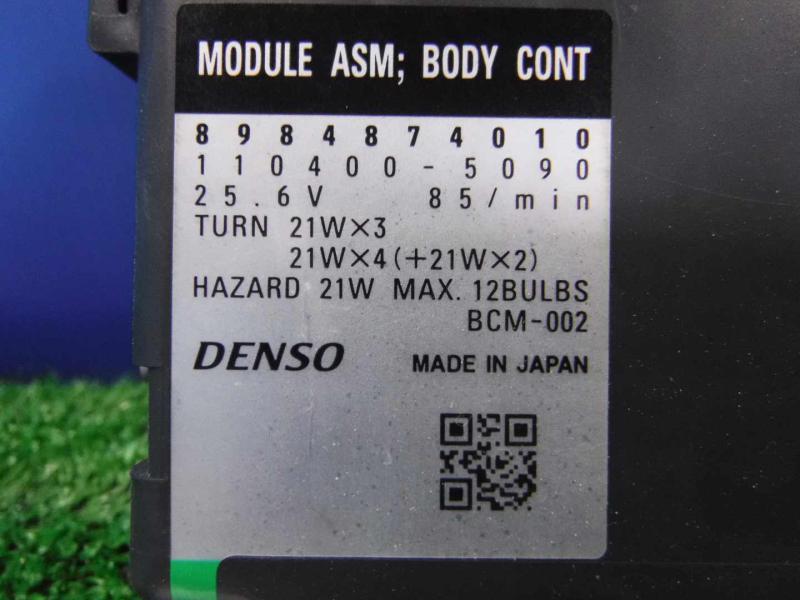 MODULE ASM; BODY CONT
8984874010
110400-5090
25.6V 85/min
TURN 21W×3
21W×4(+21W×2)
HAZARD 21W MAX. 12BULBS
BCM-002
DENSO MADE IN JAPAN